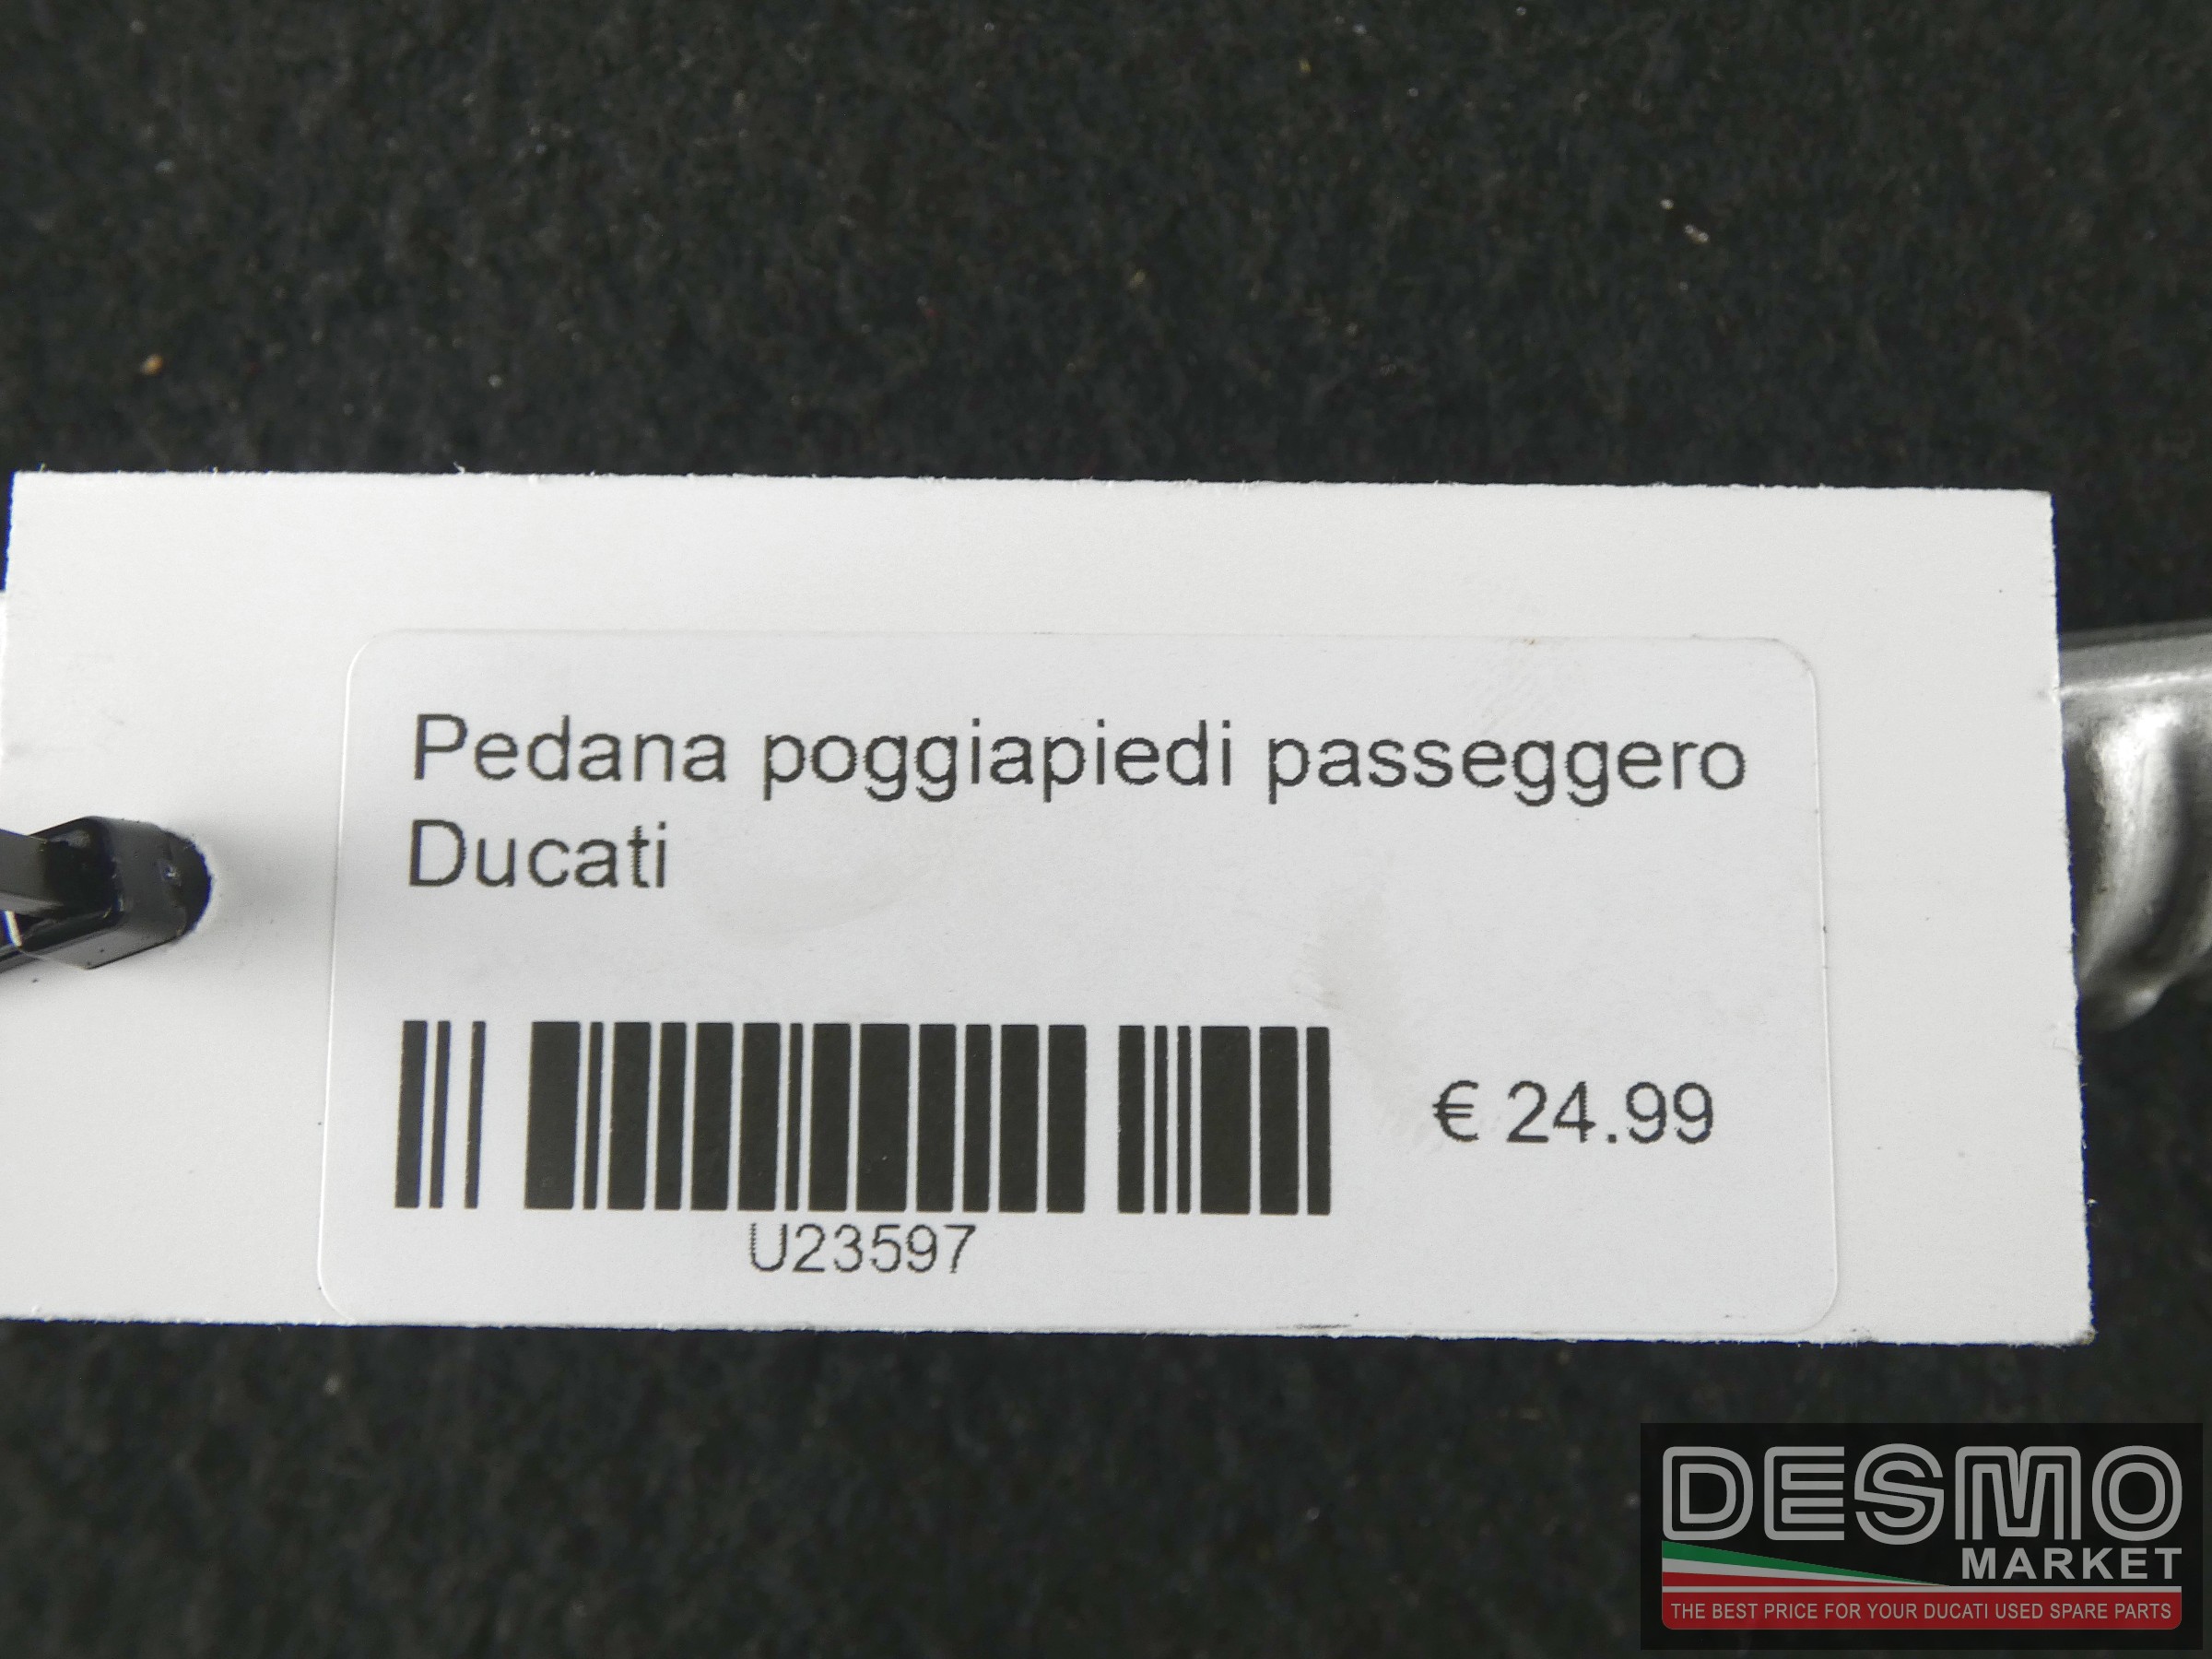 Pedana poggiapiedi passeggero
Ducati
€ 24.99
U23597
DESMO
MARKET
THE BEST PRICE FOR YOUR DUCATI USED SPARE PARTS